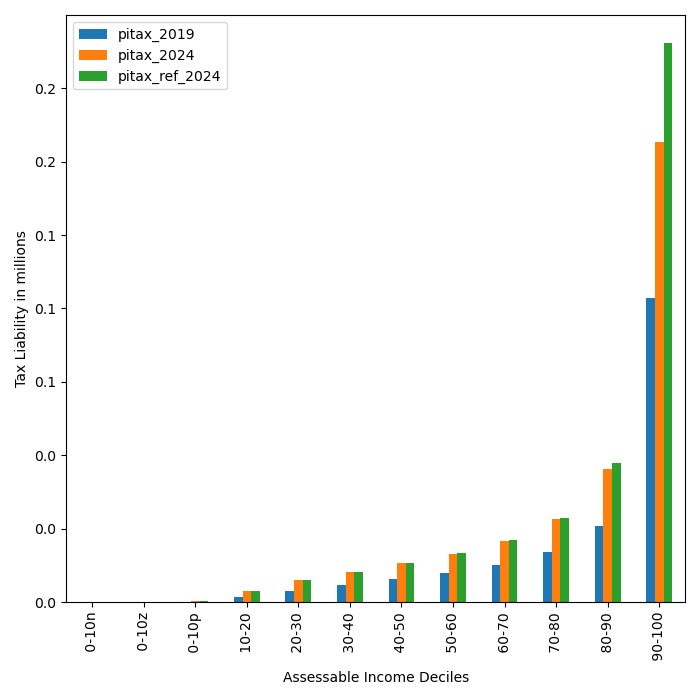 pitax_2019
pitax_2024
pitax_ref_2024
Tax Liability in millions
0.2
0.2
0.1
0.1
0.1
0.0
0.0
0.0
0-10n
0-10z
0-10p
10-20
20-30
30-40
40-50
50-60
60-70
70-80
80-90
90-100
Assessable Income Deciles